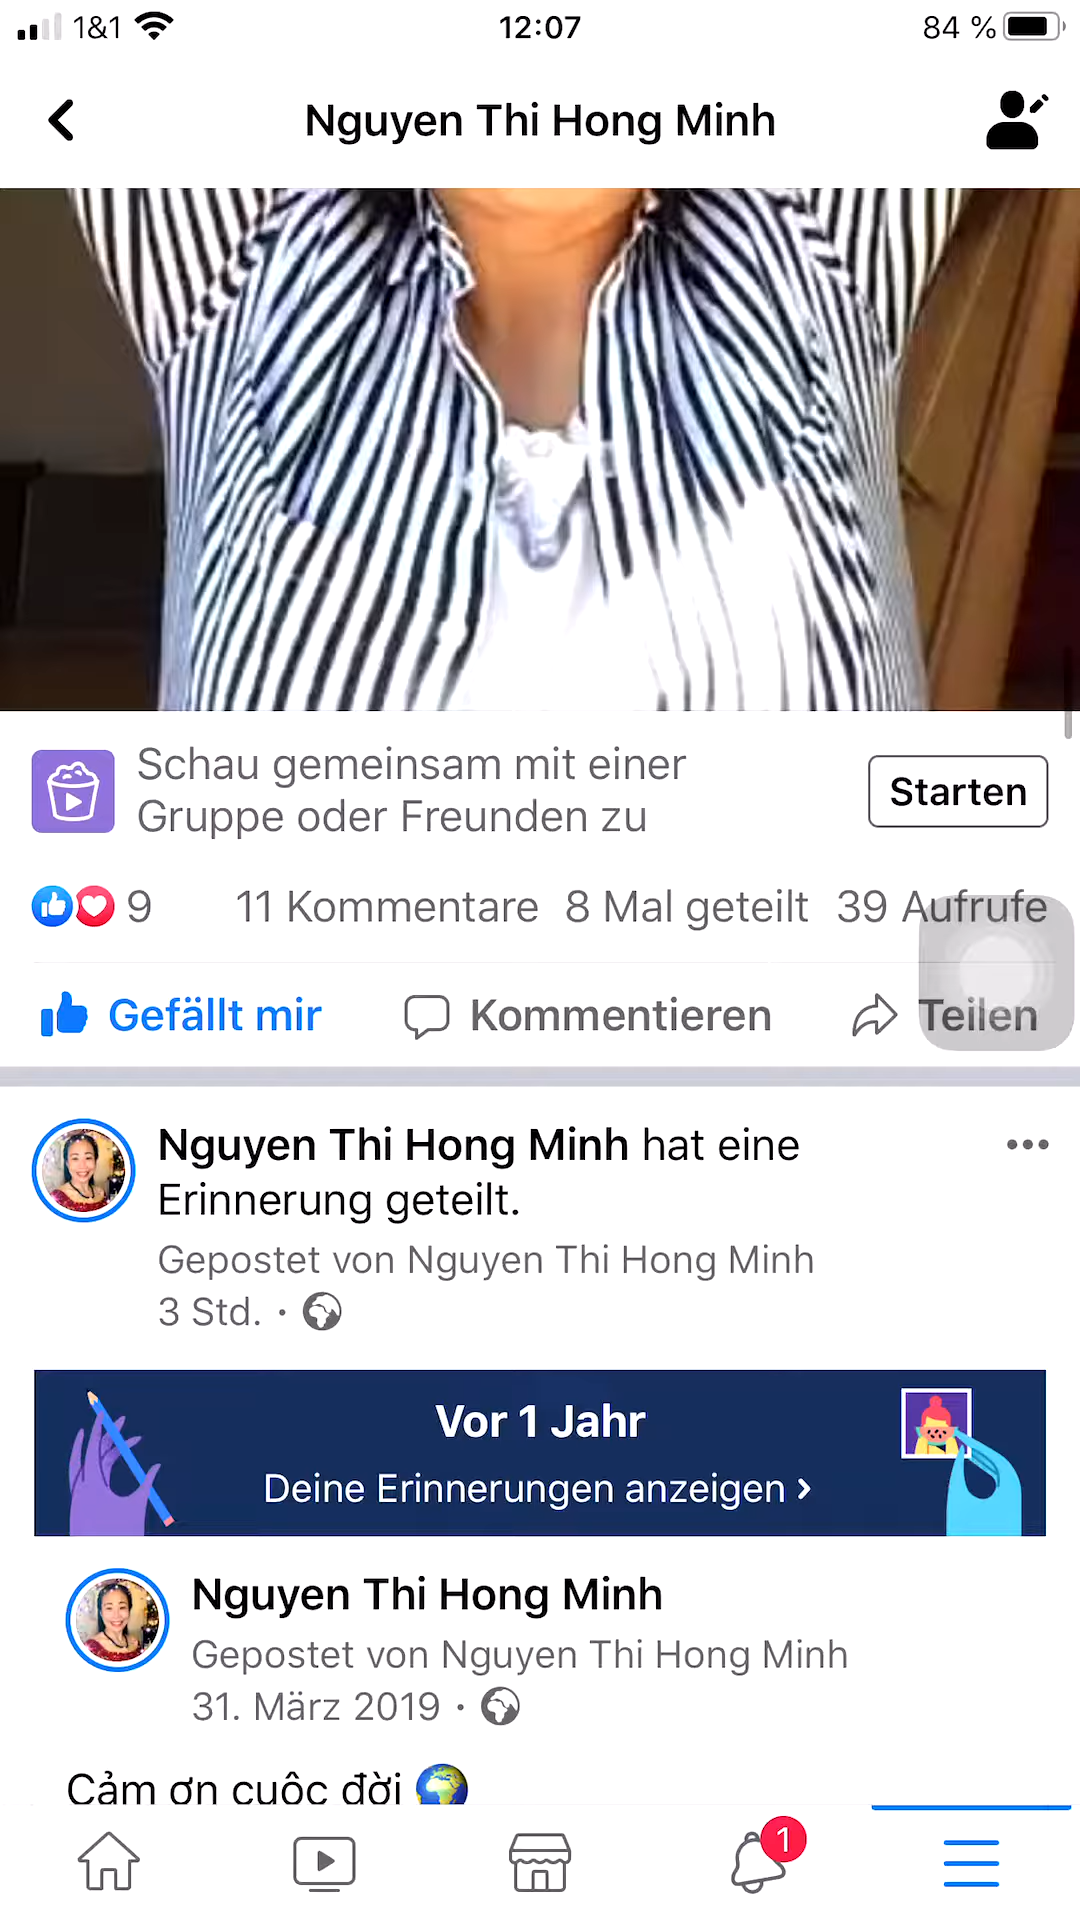 1&1 12:07 84 %
Nguyen Thi Hong Minh
Schau gemeinsam mit einer
Gruppe oder Freunden zu
Starten
9 11 Kommentare 8 Mal geteilt 39 Aufrufe
Gefällt mir Kommentieren Teilen
Nguyen Thi Hong Minh hat eine
Erinnerung geteilt.
Gepostet von Nguyen Thi Hong Minh
3 Std. ·
Vor 1 Jahr
Deine Erinnerungen anzeigen ›
Nguyen Thi Hong Minh
Gepostet von Nguyen Thi Hong Minh
31. März 2019 ·
Cảm ơn cuôc đời 🌍
1